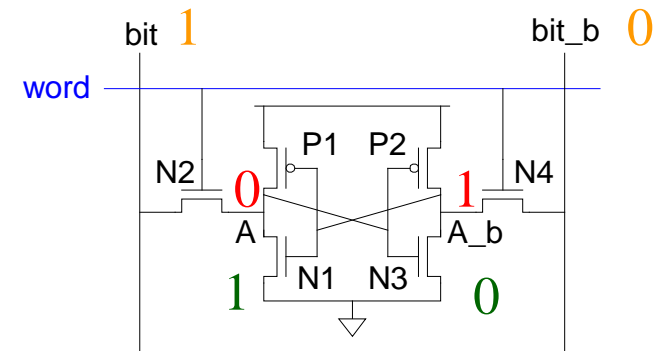 bit 1 bit_b 0
word
P1 P2
N2 0 1 N4
A A_b
1 N1 N3 0